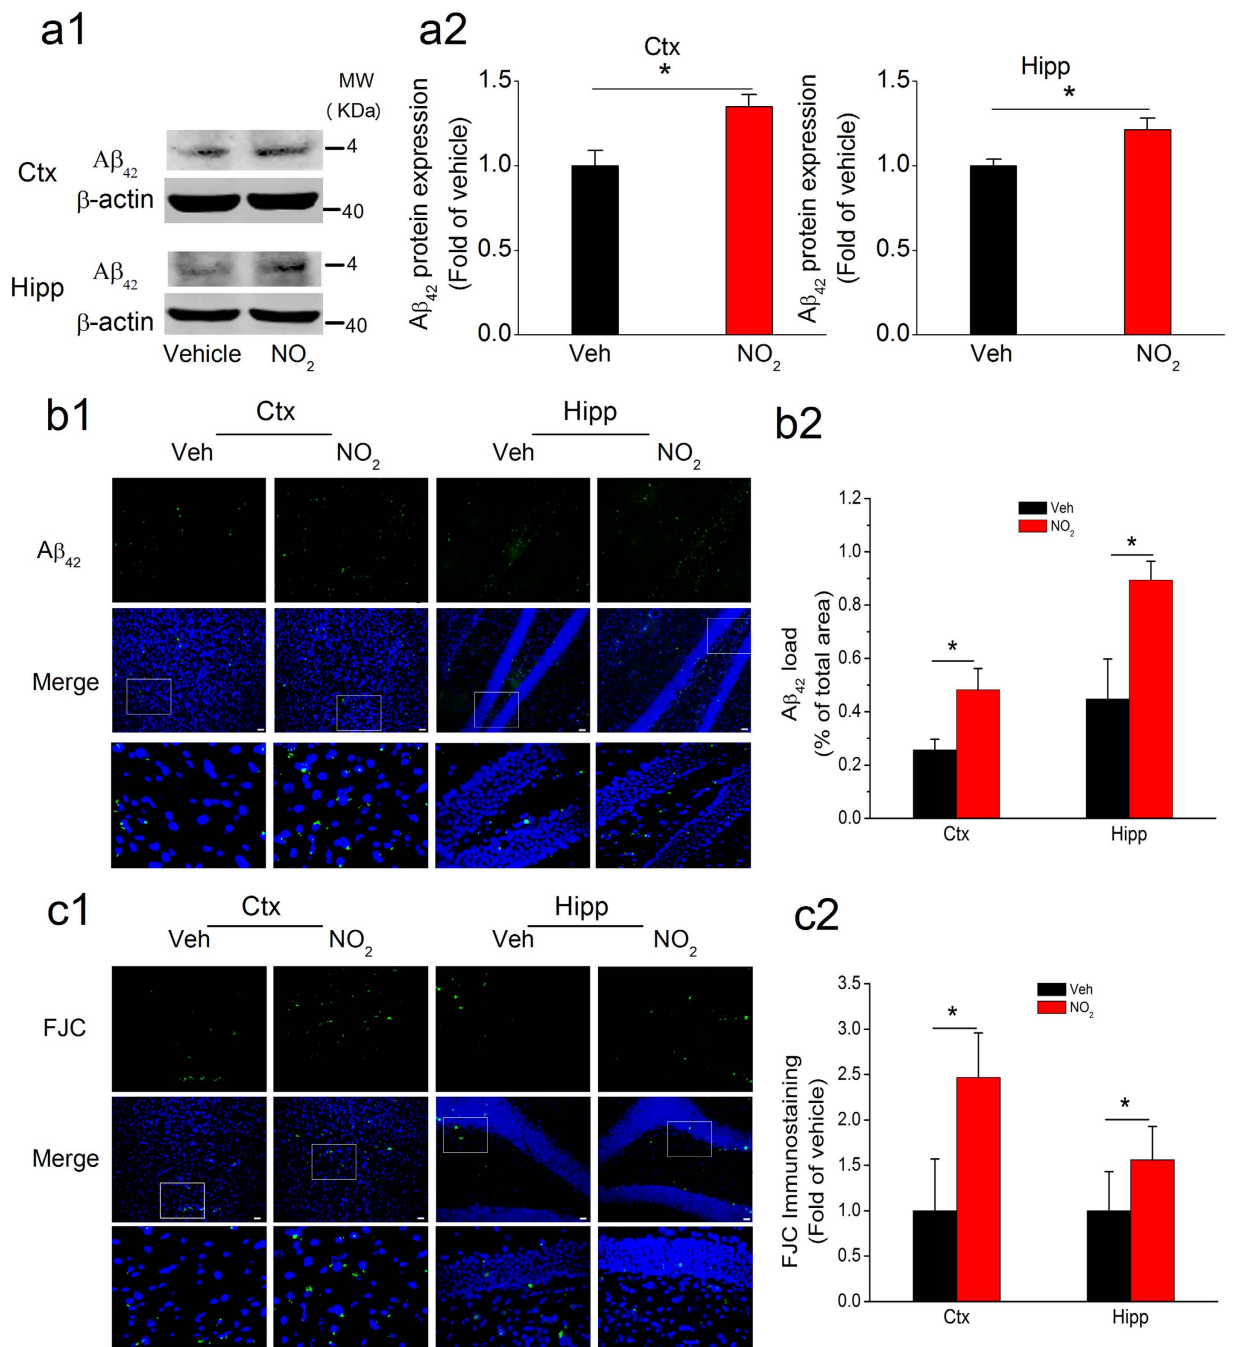 a1
MW
( KDa)
Ctx
Aβ42
4
β-actin
40
Hipp
Aβ42
4
β-actin
40
Vehicle NO2
a2
Ctx
*
Aβ42 protein expression
(Fold of vehicle)
1.5
1.0
0.5
0.0
Veh NO2
Hipp
*
Aβ42 protein expression
(Fold of vehicle)
1.5
1.0
0.5
0.0
Veh NO2
b1
Ctx Hipp
Veh NO2 Veh NO2
Aβ42
Merge
b2
Aβ42 load
(% of total area)
1.2
1.0
0.8
0.6
0.4
0.2
0.0
Veh
NO2
*
*
Ctx Hipp
c1
Ctx Hipp
Veh NO2 Veh NO2
FJC
Merge
c2
FJC Immunostaining
(Fold of vehicle)
3.5
3.0
2.5
2.0
1.5
1.0
0.5
0.0
Veh
NO2
*
*
Ctx Hipp